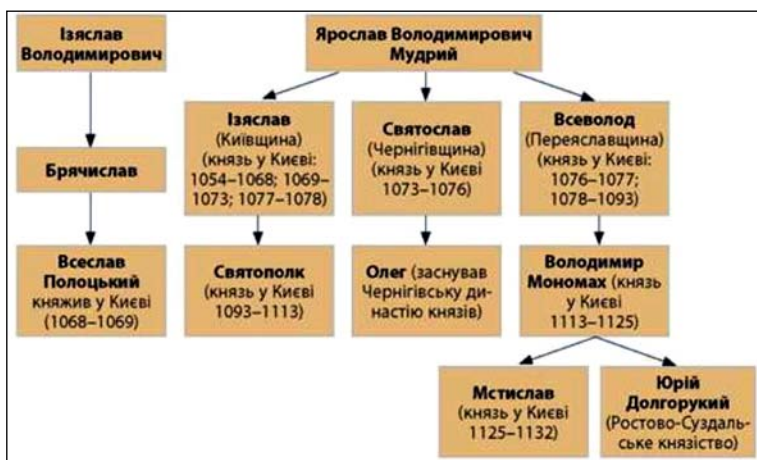 Ізяслав
Володимирович
Ярослав Володимирович
Мудрий
Брячислав
Ізяслав
(Київщина)
(князь у Києві:
1054–1068; 1069–
1073; 1077–1078)
Святослав
(Чернігівщина)
(князь у Києві
1073–1076)
Всеволод
(Переяславщина)
(князь у Києві:
1076–1077;
1078–1093)
Всеслав
Полоцький
княжив у Києві
(1068–1069)
Святополк
(князь у Києві
1093–1113)
Олег (заснував
Чернігівську ди-
настію князів)
Володимир
Мономах (князь
у Києві
1113–1125)
Мстислав
(князь у Києві
1125–1132)
Юрій
Долгорукий
(Ростово-Суздаль-
ське князівство)